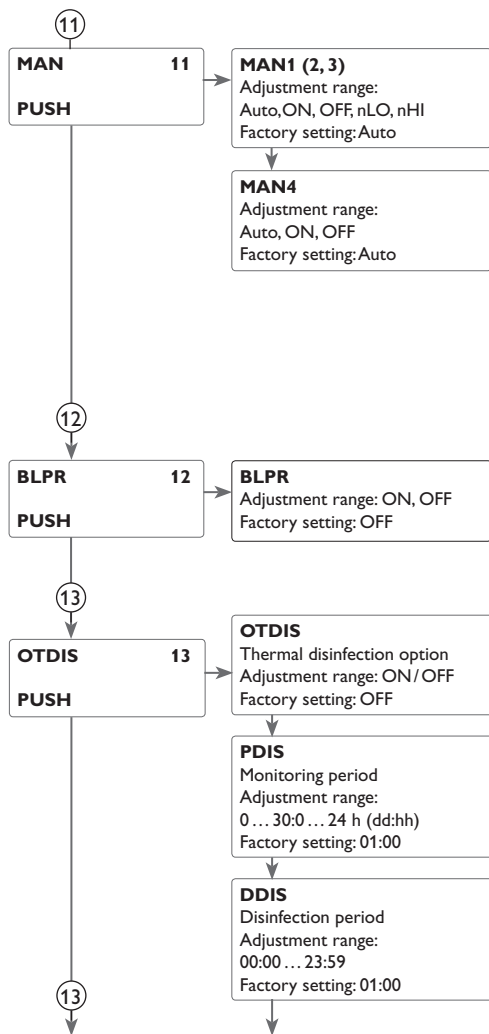 11
MAN 11
PUSH
MAN1 (2, 3)
Adjustment range:
Auto, ON, OFF, nLO, nHI
Factory setting: Auto
MAN4
Adjustment range:
Auto, ON, OFF
Factory setting: Auto
12
BLPR 12
PUSH
BLPR
Adjustment range: ON, OFF
Factory setting: OFF
13
OTDIS 13
PUSH
OTDIS
Thermal disinfection option
Adjustment range: ON / OFF
Factory setting: OFF
PDIS
Monitoring period
Adjustment range:
0 … 30:0 … 24 h (dd:hh)
Factory setting: 01:00
DDIS
Disinfection period
Adjustment range:
00:00 … 23:59
Factory setting: 01:00
13